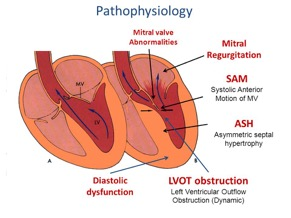 Pathophysiology
Mitral valve
Abnormalities
Mitral
Regurgitation
SAM
Systolic Anterior
Motion of MV
ASH
Asymmetric septal
hypertrophy
Diastolic
dysfunction
LVOT obstruction
Left Ventricular Outflow
Obstruction (Dynamic)
MV
LV
A
B